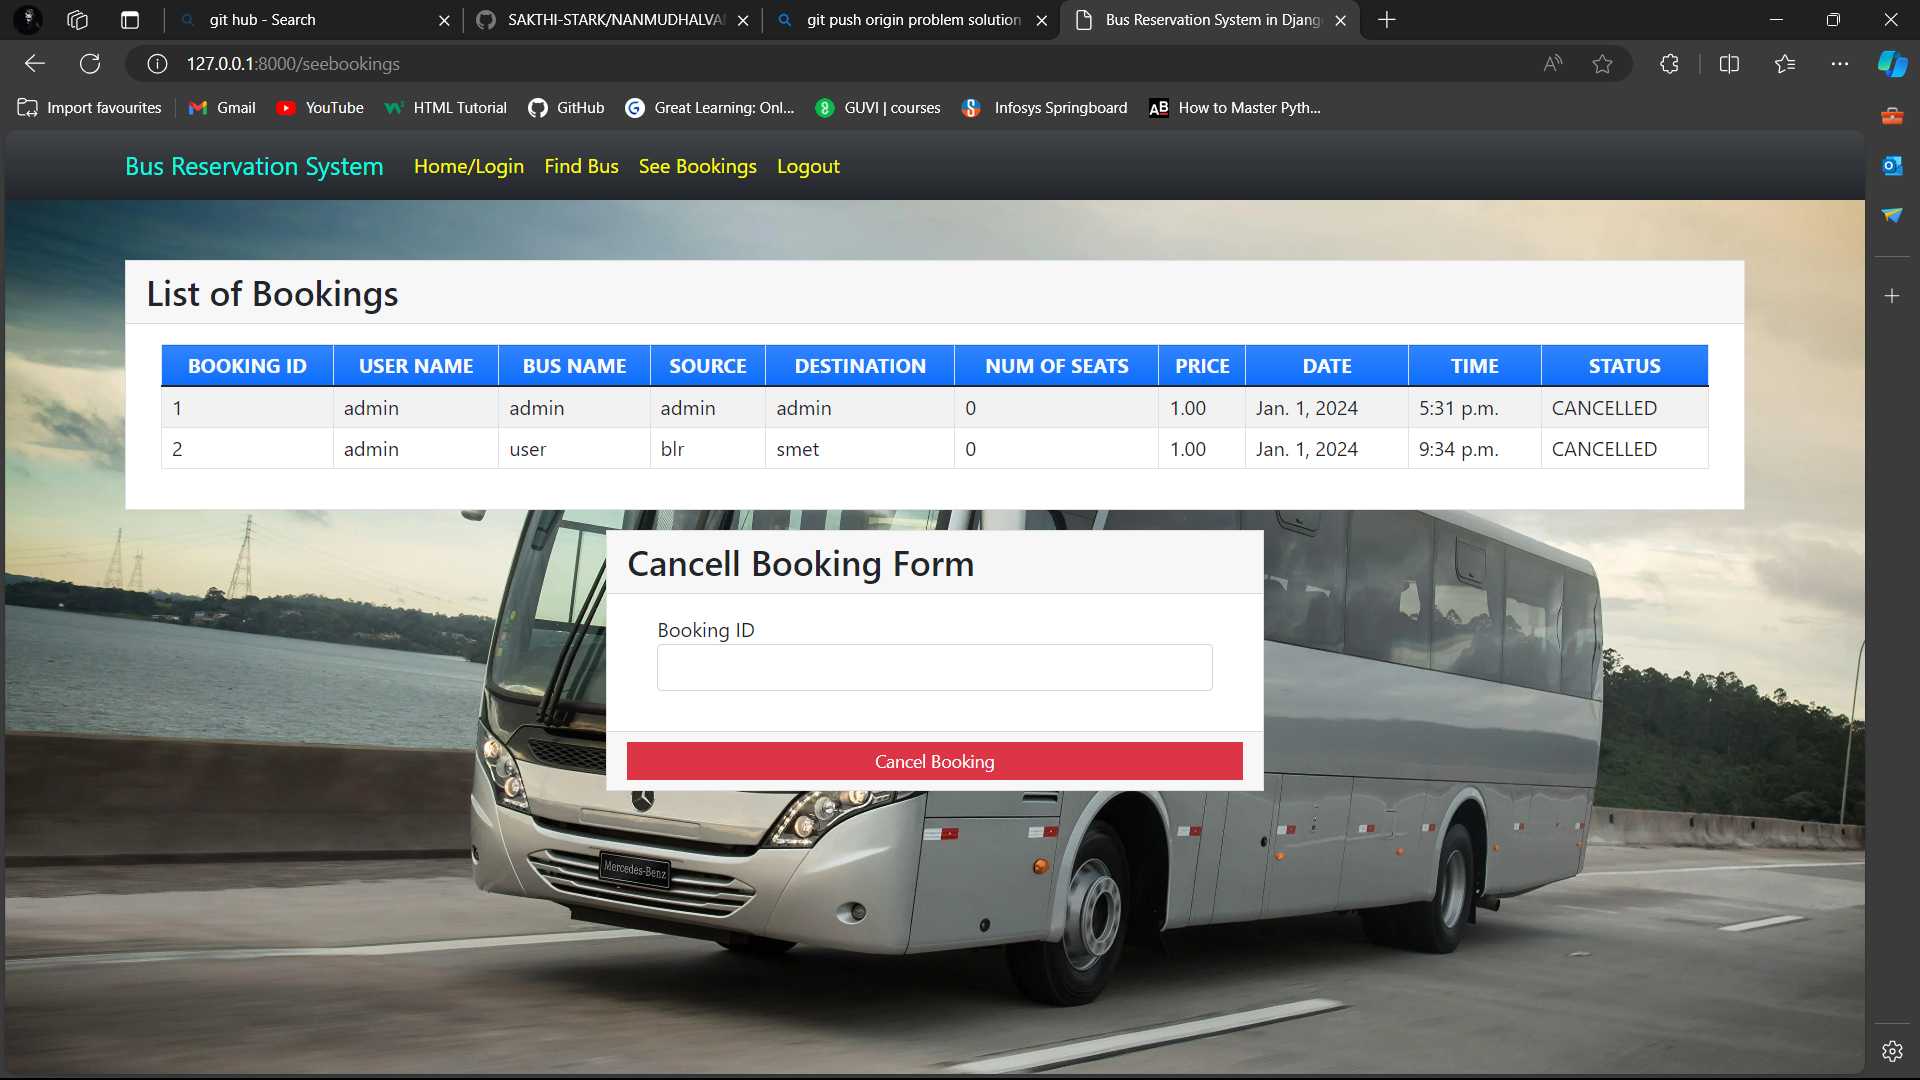 git hub - Search
SAKTHI-STARK/NANMUDHALVA
git push origin problem solution
Bus Reservation System in Djang
127.0.0.1:8000/seebookings
Import favourites
Gmail
YouTube
HTML Tutorial
GitHub
Great Learning: Onl...
GUVI | courses
Infosys Springboard
AB How to Master Pyth...
Bus Reservation System Home/Login Find Bus See Bookings Logout
List of Bookings
BOOKING ID USER NAME BUS NAME SOURCE DESTINATION NUM OF SEATS PRICE DATE TIME STATUS
1 admin admin admin admin 0 1.00 Jan. 1, 2024 5:31 p.m. CANCELLED
2 admin user blr smet 0 1.00 Jan. 1, 2024 9:34 p.m. CANCELLED
Cancell Booking Form
Booking ID
Cancel Booking
Mercedes-Benz